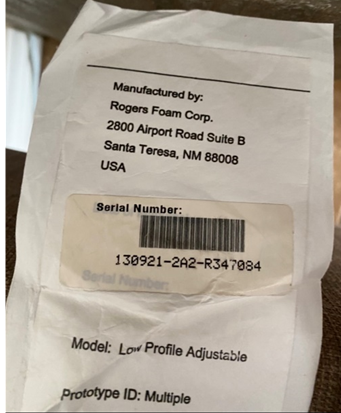 Manufactured by:
Rogers Foam Corp.
2800 Airport Road Suite B
Santa Teresa, NM 88008
USA
Serial Number:
130921-2A2-R347084
Serial Number:
Model: Low Profile Adjustable
Prototype ID: Multiple